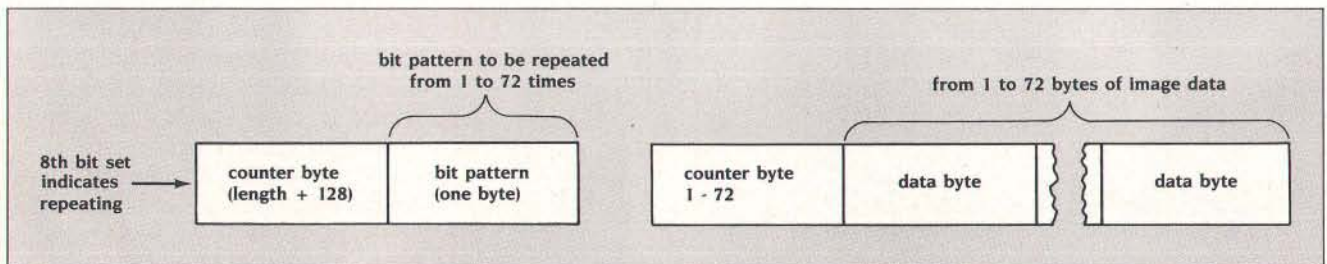 bit pattern to be repeated
from 1 to 72 times
8th bit set
indicates
repeating
counter byte
(length + 128)
bit pattern
(one byte)
from 1 to 72 bytes of image data
counter byte
1 - 72
data byte
data byte